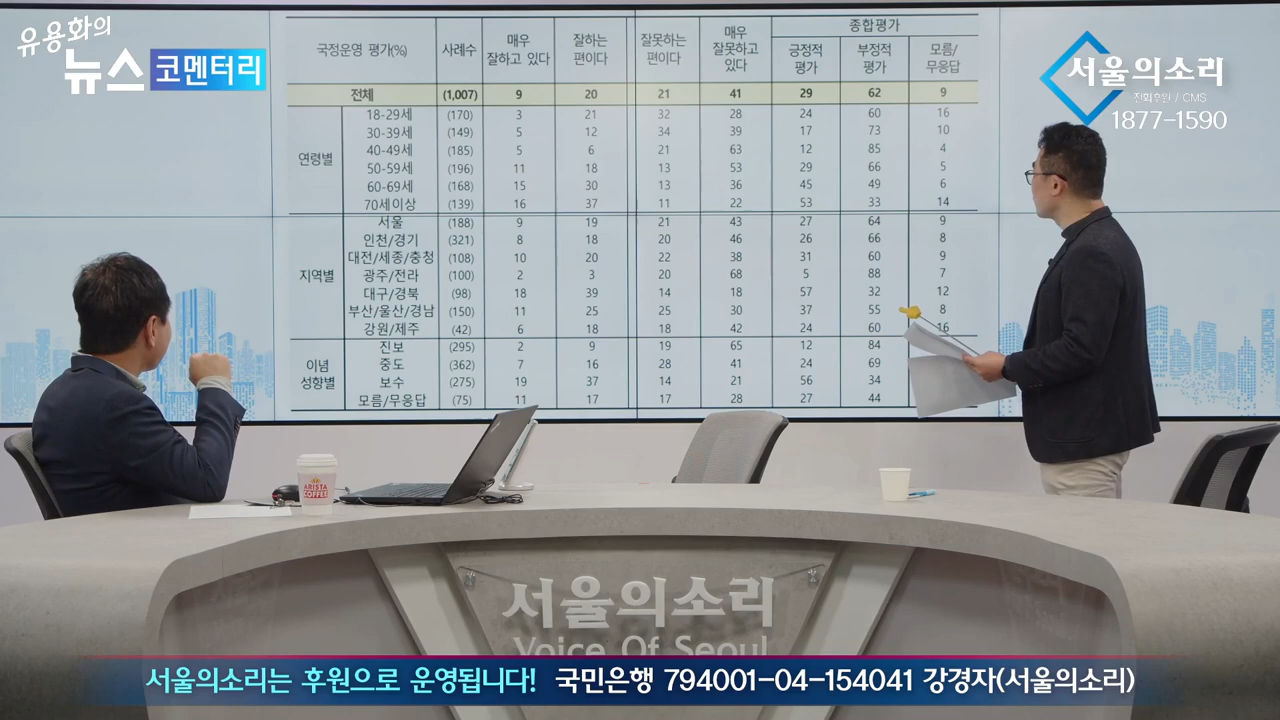 유용화의
뉴스 코멘터리
서울의소리
전화후원 / CMS
1877-1590
국정운영 평가(%) 사례수 매우 잘하고 있다 잘하는 편이다 잘못하는 편이다 매우 잘못하고 있다 종합평가 긍정적 평가 부정적 평가 모름/무응답
전체 (1,007) 9 20 21 41 29 62 9
연령별
18-29세 (170) 3 21 32 28 24 60 16
30-39세 (149) 5 12 34 39 17 73 10
40-49세 (185) 5 6 21 63 12 85 4
50-59세 (196) 11 18 13 53 29 66 5
60-69세 (168) 15 30 13 36 45 49 6
70세이상 (139) 16 37 11 22 53 33 14
지역별
서울 (188) 9 19 21 43 27 64 9
인천/경기 (321) 8 18 20 46 26 66 8
대전/세종/충청 (108) 10 20 22 38 31 60 9
광주/전라 (100) 2 3 20 68 5 88 7
대구/경북 (98) 18 39 14 18 57 32 12
부산/울산/경남 (150) 11 25 25 30 37 55 8
강원/제주 (42) 6 18 18 42 24 60 16
이념
성향별
진보 (295) 2 9 19 65 12 84
중도 (362) 7 16 28 41 24 69
보수 (275) 19 37 14 21 56 34
모름/무응답 (75) 11 17 17 28 27 44
ARISTA
COFFEE
서울의소리
Voice Of Seoul
서울의소리는 후원으로 운영됩니다! 국민은행 794001-04-154041 강경자(서울의소리)